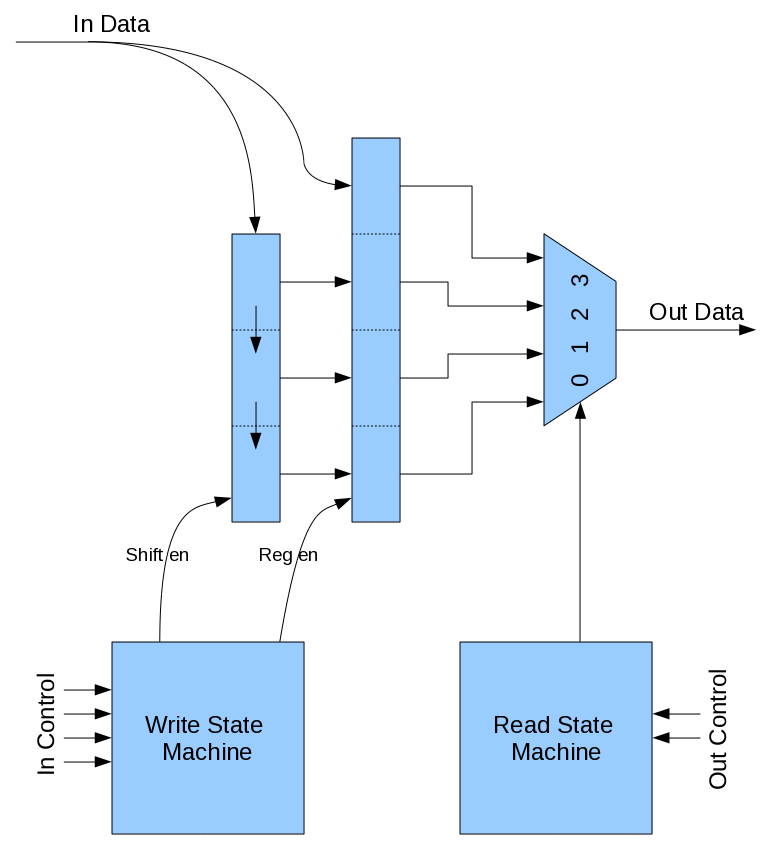 In Data
3
2
Out Data
1
0
Shift en
Reg en
In Control
Write State
Machine
Read State
Machine
Out Control